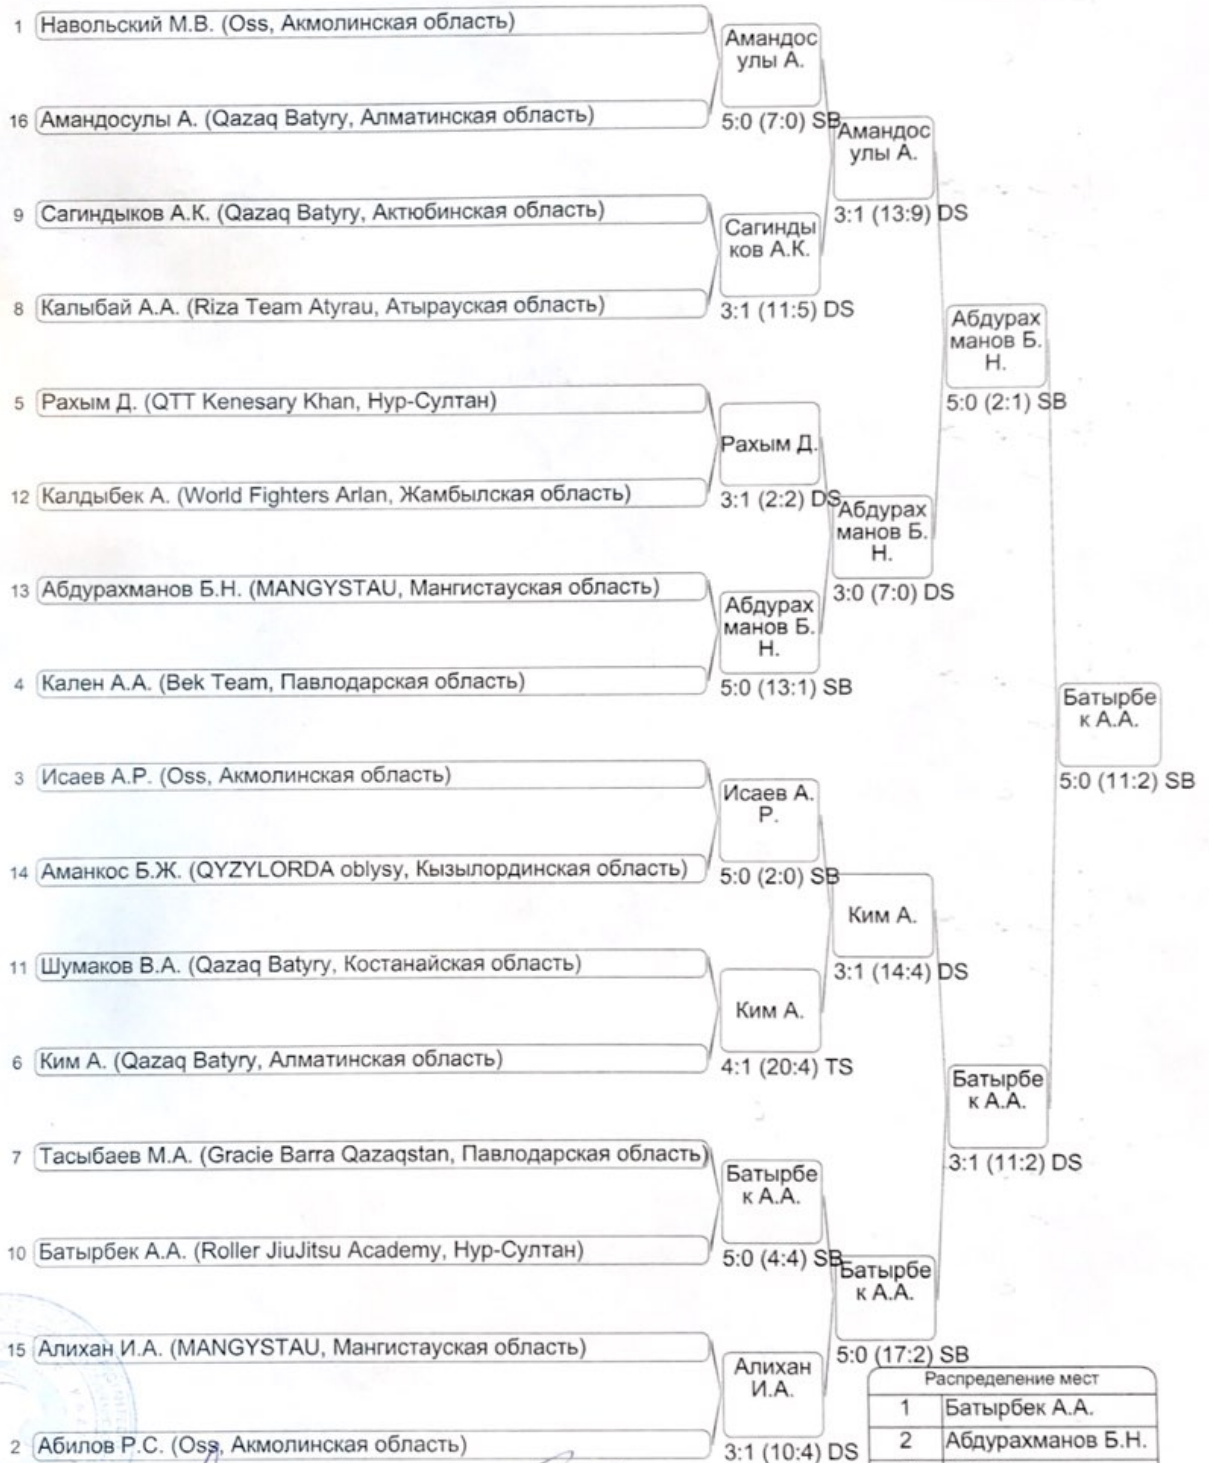 1 Навольский М.В. (Oss, Акмолинская область)
16 Амандосулы А. (Qazaq Batyry, Алматинская область)
9 Сагиндыков А.К. (Qazaq Batyry, Актюбинская область)
8 Калыбай А.А. (Riza Team Atyrau, Атырауская область)
5 Рахым Д. (QTT Kenesary Khan, Нур-Султан)
12 Калдыбек А. (World Fighters Arlan, Жамбылская область)
13 Абдурахманов Б.Н. (MANGYSTAU, Мангистауская область)
4 Кален А.А. (Bek Team, Павлодарская область)
3 Исаев А.Р. (Oss, Акмолинская область)
14 Аманкос Б.Ж. (QYZYLORDA oblysy, Кызылординская область)
11 Шумаков В.А. (Qazaq Batyry, Костанайская область)
6 Ким А. (Qazaq Batyry, Алматинская область)
7 Тасыбаев М.А. (Gracie Barra Qazaqstan, Павлодарская область)
10 Батырбек А.А. (Roller JiuJitsu Academy, Нур-Султан)
15 Алихан И.А. (MANGYSTAU, Мангистауская область)
2 Абилов Р.С. (Oss, Акмолинская область)
Амандос
улы А.
5:0 (7:0) SB
Сагинды
ков А.К.
3:1 (11:5) DS
Рахым Д.
3:1 (2:2) DS
Абдурах
манов Б.
Н.
5:0 (13:1) SB
Исаев А.
Р.
5:0 (2:0) SB
Ким А.
4:1 (20:4) TS
Батырбе
к А.А.
5:0 (4:4) SB
Алихан
И.А.
3:1 (10:4) DS
Амандос
улы А.
3:1 (13:9) DS
Абдурах
манов Б.
Н.
3:0 (7:0) DS
Ким А.
3:1 (14:4) DS
Батырбе
к А.А.
5:0 (17:2) SB
Абдурах
манов Б.
Н.
5:0 (2:1) SB
Батырбе
к А.А.
3:1 (11:2) DS
Батырбе
к А.А.
5:0 (11:2) SB
Распределение мест
1 Батырбек А.А.
2 Абдурахманов Б.Н.